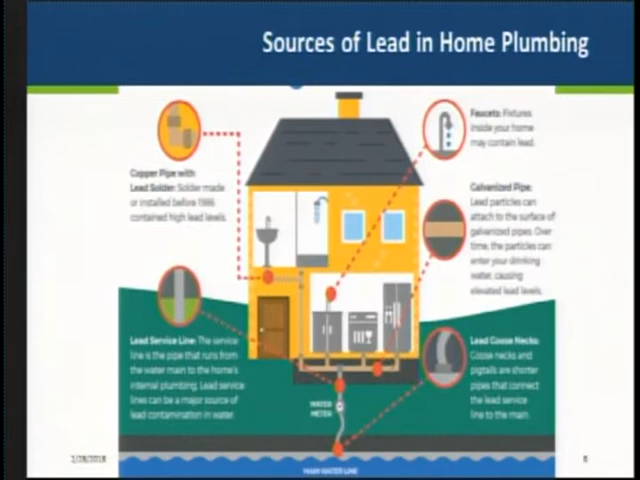 Sources of Lead in Home Plumbing
Copper Pipe with
Lead Solder: Solder made
or installed before 1986
contained high lead levels.
Faucets: Fixtures
inside your home
may contain lead.
Galvanized Pipe:
Lead particles can
attach to the surface of
galvanized pipes. Over
time, the particles can
enter your drinking
water, causing
elevated lead levels.
Lead Service Line: The service
line is the pipe that runs from
the water main to the home's
internal plumbing. Lead service
lines can be a major source of
lead contamination in water.
Lead Goose Necks:
Goose necks and
pigtails are shorter
pipes that connect
the lead service
line to the main.
WATER
METER
MAIN WATER LINE
2/28/2018